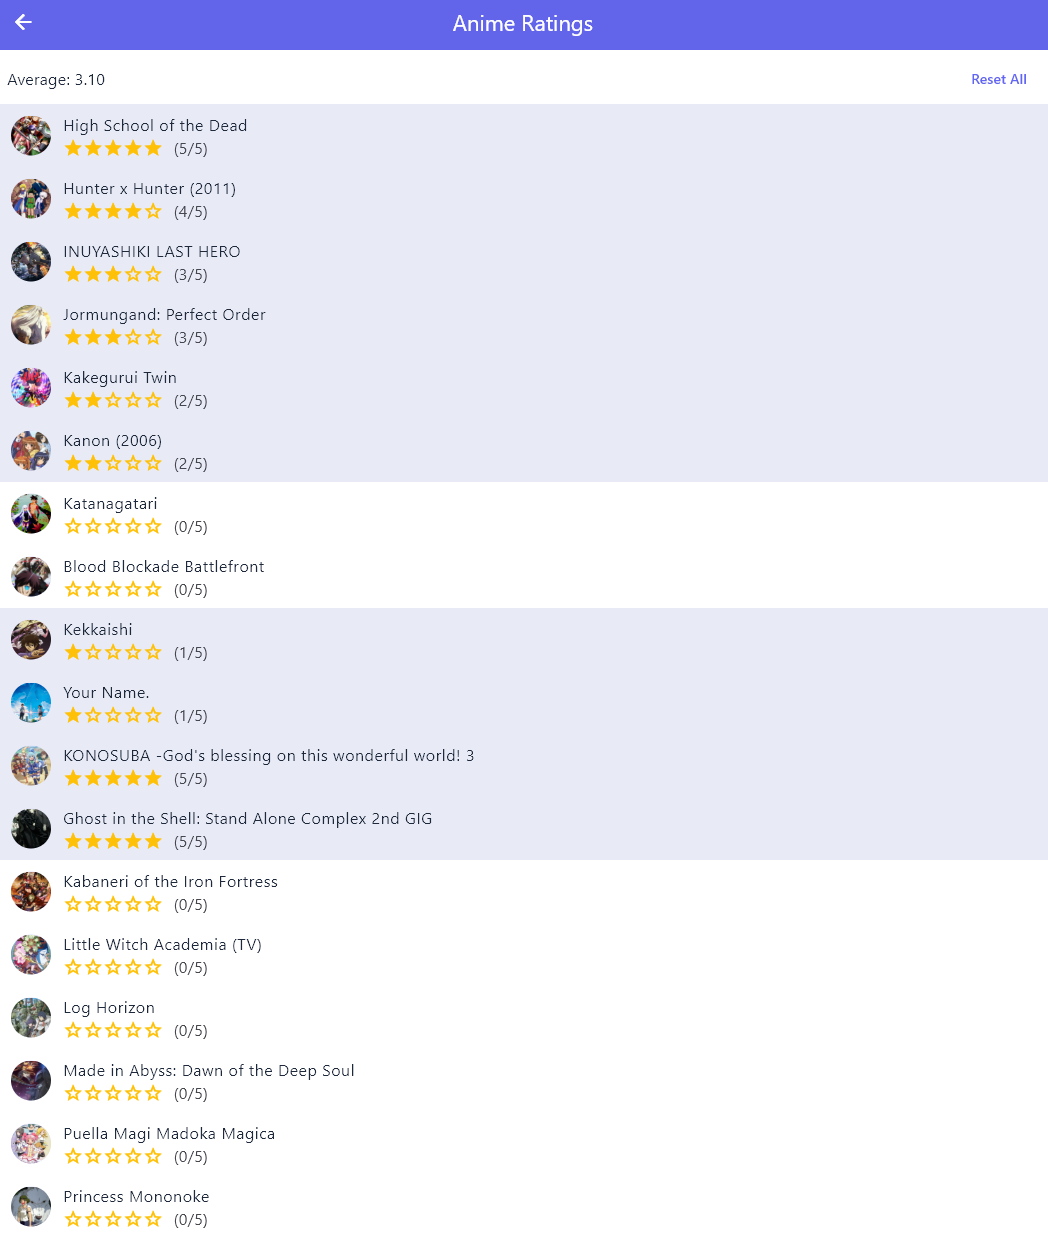 Anime Ratings
Average: 3.10
Reset All
High School of the Dead
(5/5)
Hunter x Hunter (2011)
(4/5)
INUYASHIKI LAST HERO
(3/5)
Jormungand: Perfect Order
(3/5)
Kakegurui Twin
(2/5)
Kanon (2006)
(2/5)
Katanagatari
(0/5)
Blood Blockade Battlefront
(0/5)
Kekkaishi
(1/5)
Your Name.
(1/5)
KONOSUBA -God's blessing on this wonderful world! 3
(5/5)
Ghost in the Shell: Stand Alone Complex 2nd GIG
(5/5)
Kabaneri of the Iron Fortress
(0/5)
Little Witch Academia (TV)
(0/5)
Log Horizon
(0/5)
Made in Abyss: Dawn of the Deep Soul
(0/5)
Puella Magi Madoka Magica
(0/5)
Princess Mononoke
(0/5)